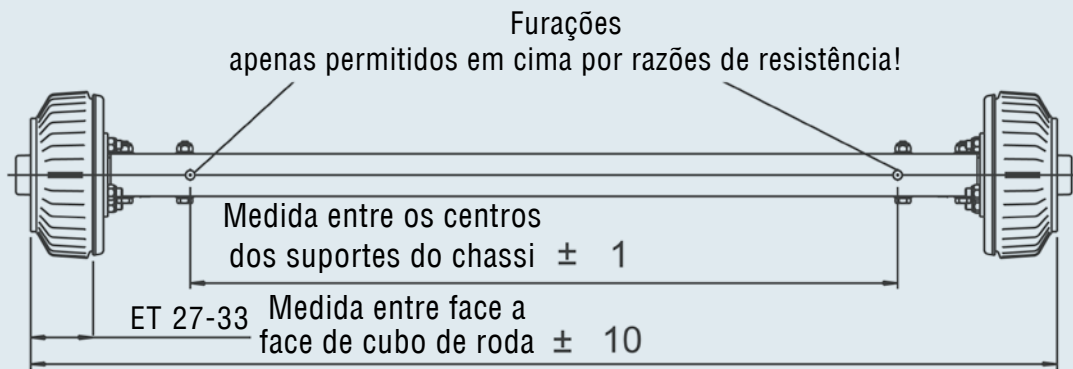 Furações
apenas permitidos em cima por razões de resistência!
Medida entre os centros
dos suportes do chassi ± 1
ET 27-33
Medida entre face a
face de cubo de roda ± 10